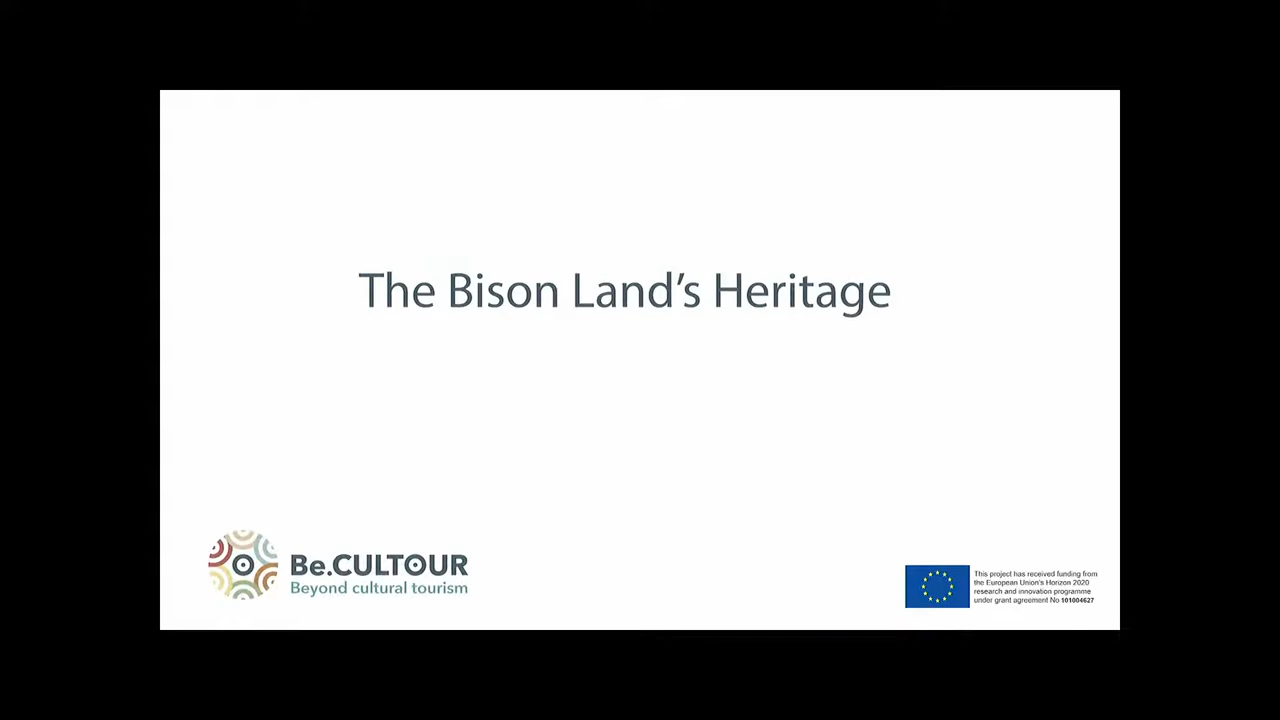 The Bison Land's Heritage
Be.CULTOUR
Beyond cultural tourism
This project has received funding from
the European Union's Horizon 2020
research and innovation programme
under grant agreement No 101004627